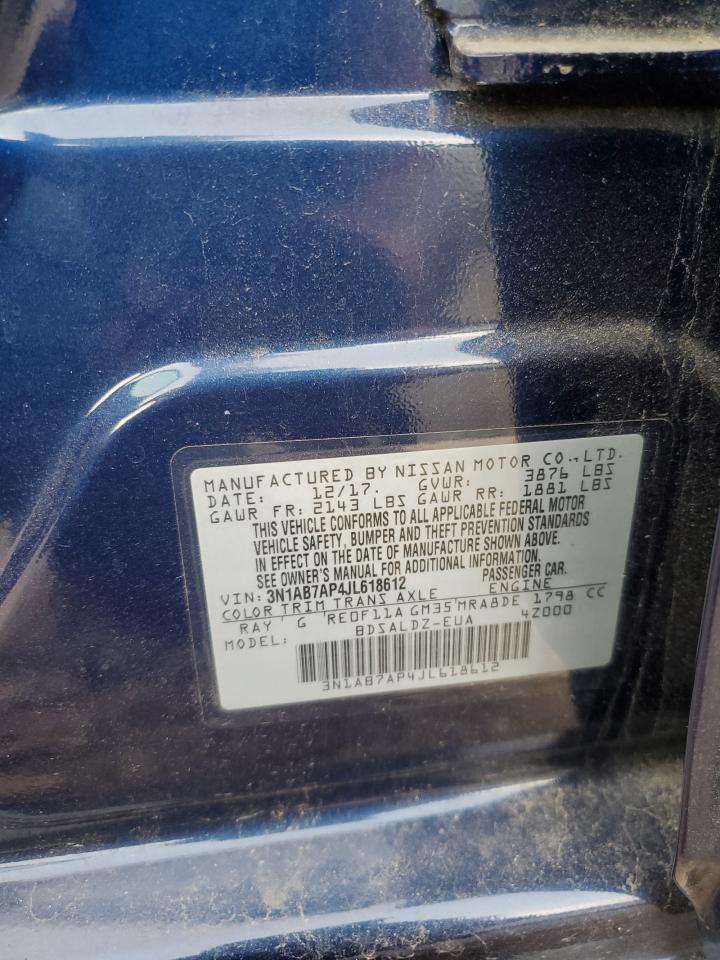 MANUFACTURED BY NISSAN MOTOR CO.,LTD.
DATE: 12/17. GVWR: 3876 LBS
GAWR FR: 2143 LBS GAWR RR: 1881 LBS
THIS VEHICLE CONFORMS TO ALL APPLICABLE FEDERAL MOTOR
VEHICLE SAFETY, BUMPER AND THEFT PREVENTION STANDARDS
IN EFFECT ON THE DATE OF MANUFACTURE SHOWN ABOVE.
SEE OWNER'S MANUAL FOR ADDITIONAL INFORMATION.
VIN: 3N1AB7AP4JL618612 PASSENGER CAR.
COLOR TRIM TRANS AXLE ENGINE
RAY G RE0F11A GM35 MRA8DE 1798 CC
MODEL: BDSALDZ-EUA 42000
3N1AB7AP4JL618612